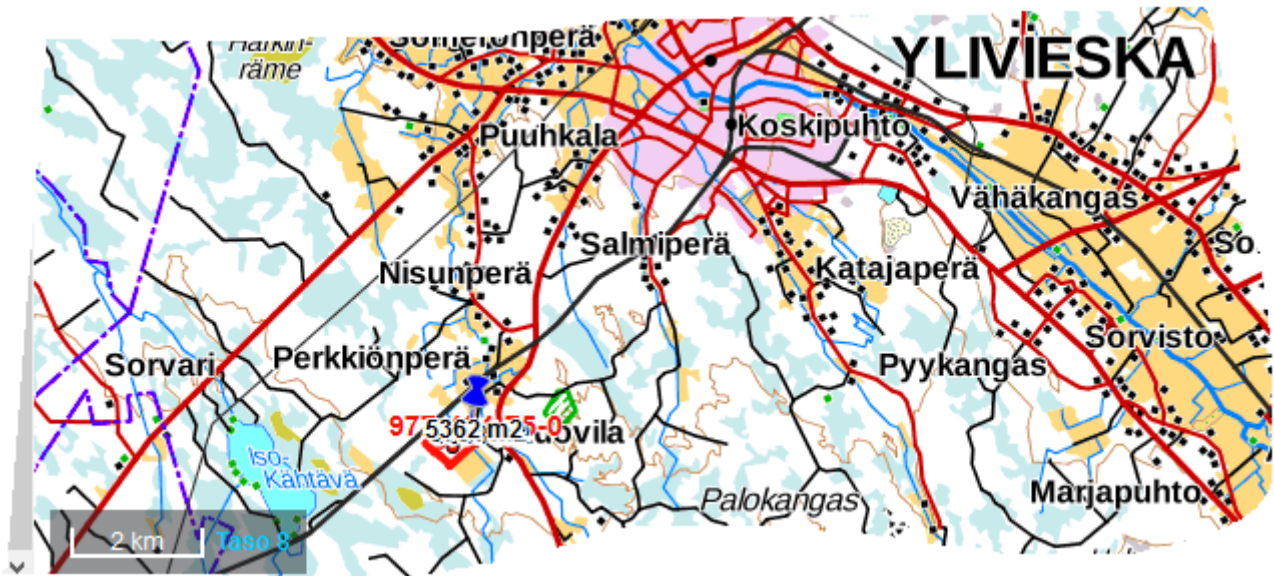 Someronperä
YLIVIESKA
räme
Puuhkala
Koskipuhto
Vähäkangas
Salmiperä
So.
Nisunperä
Katajaperä
Sorvari
Perkkiönperä
Sorvisto
Pyykangas
5362 m2
Iso-
Kähtävä
Palokangas
Marjapuhto
2 km
Taso 8